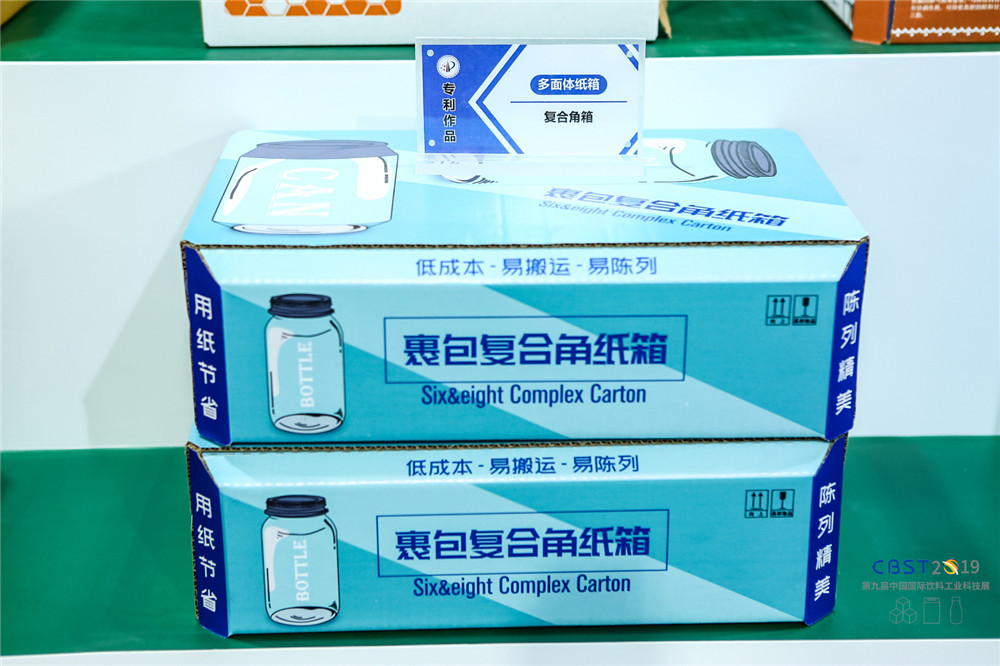 专利作品
多面体纸箱
复合角箱
CAN
裹包复合角纸箱
Six&eight Complex Carton
低成本-易搬运-易陈列
用纸节省
BOTTLE
裹包复合角纸箱
Six&eight Complex Carton
向上
陈列精美
低成本-易搬运-易陈列
用纸节省
BOTTLE
裹包复合角纸箱
Six&eight Complex Carton
向上
陈列精美
CBST2019
第九届中国国际饮料工业科技展